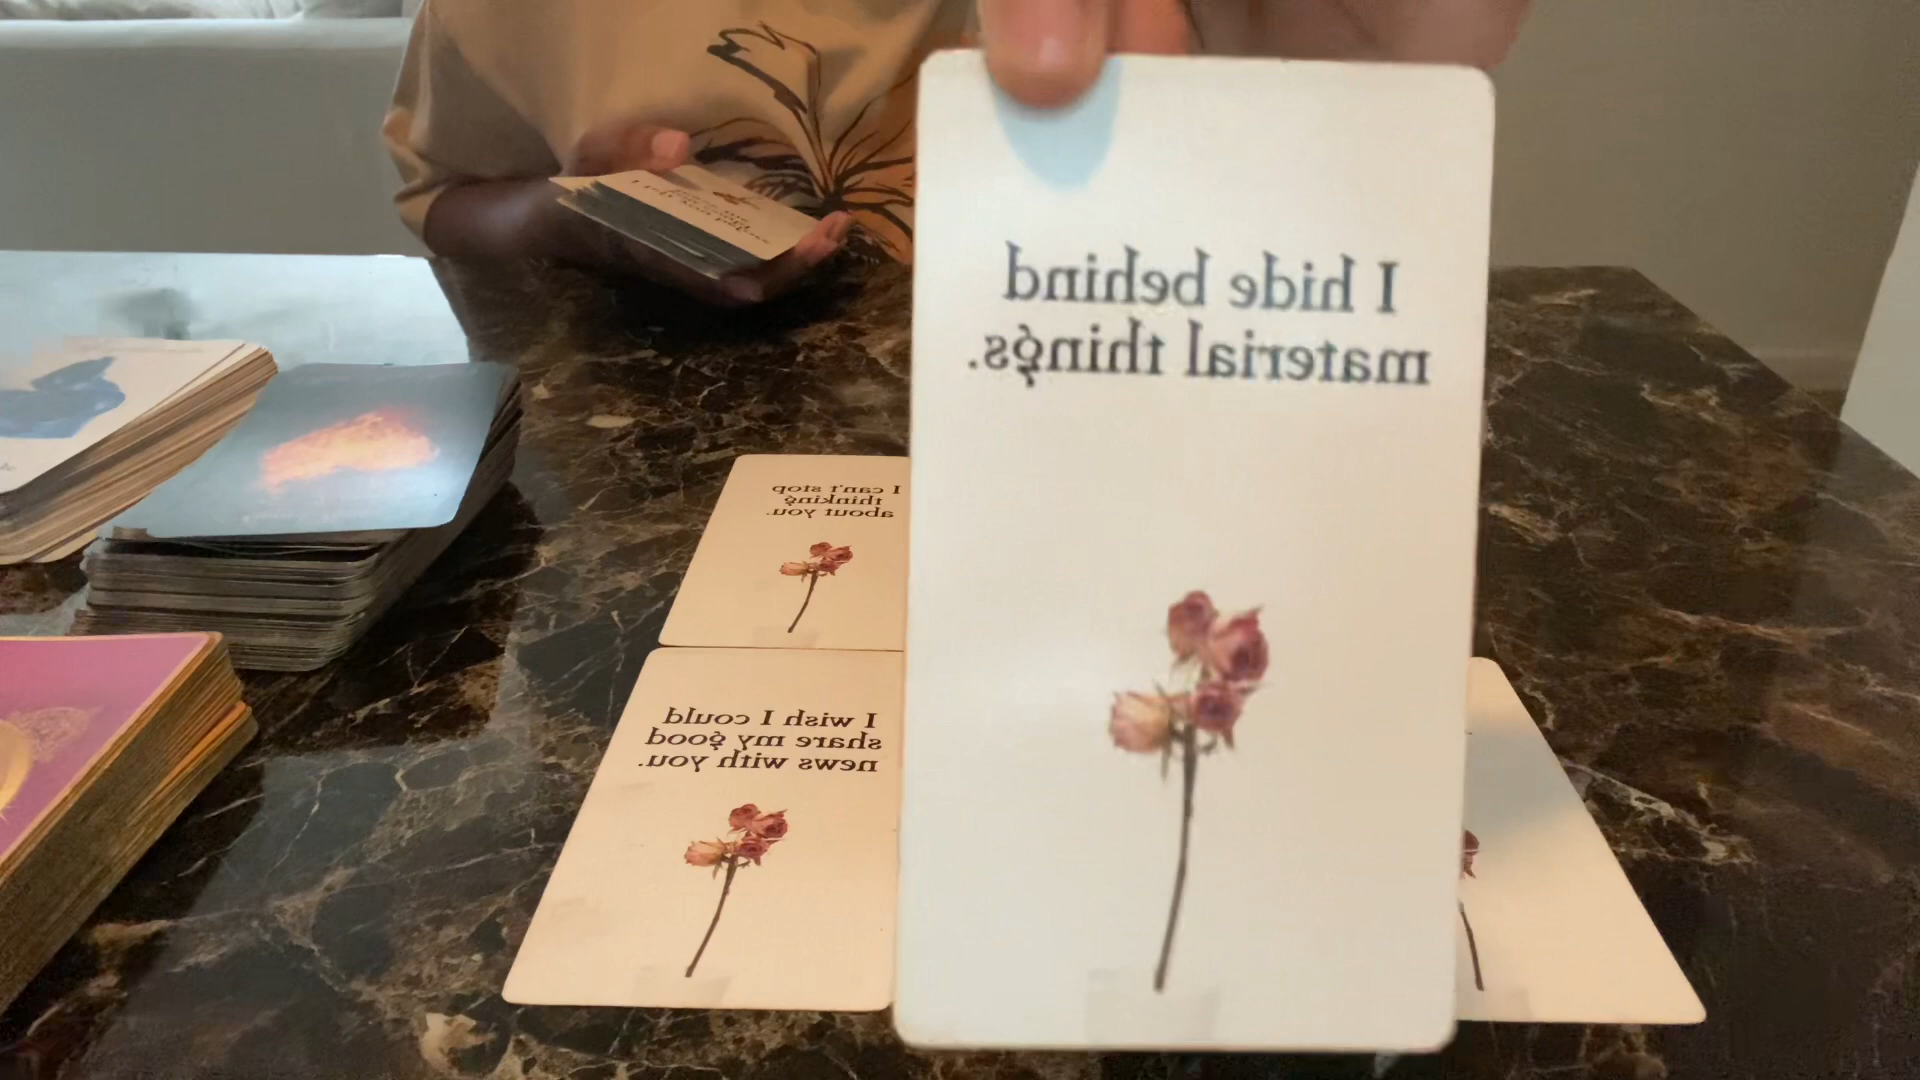 I hide behind
material things.
I can't stop
thinking
about you.
I wish I could
share my good
news with you.